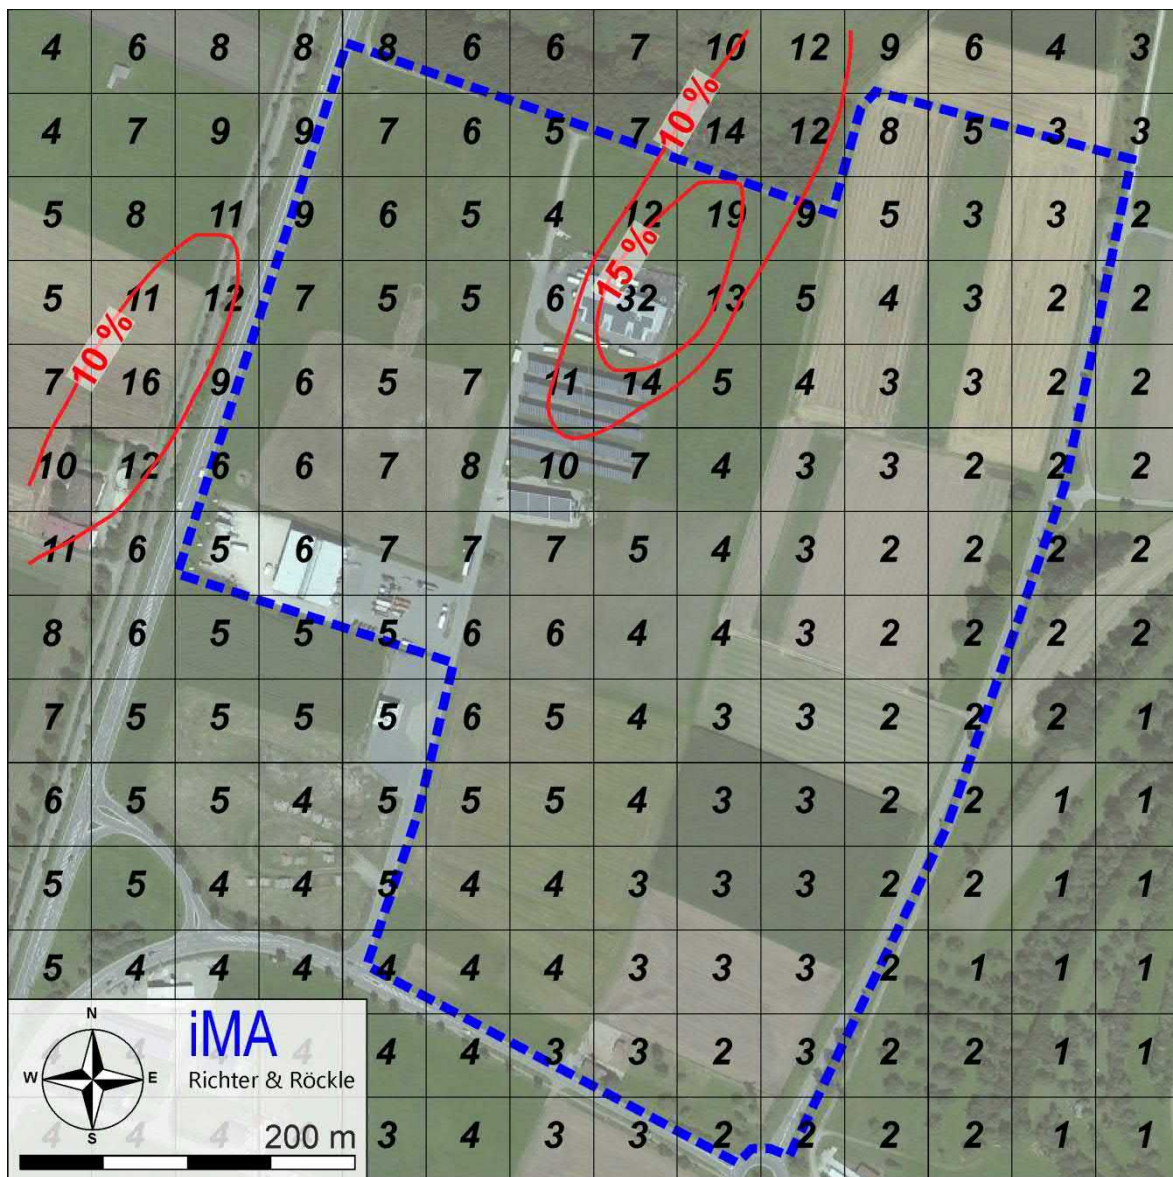 4 6 8 8 8 6 6 7 10 12 9 6 4 3
10 %
4 7 9 9 7 6 5 7 14 12 8 5 3 3
5 8 11 9 6 5 4 12 19 9 5 3 3 2
15 %
5 11 12 7 5 5 6 32 13 5 4 3 2 2
10 %
7 16 9 6 5 7 11 14 5 4 3 3 2 2
10 12 6 6 7 8 10 7 4 3 3 2 2 2
11 6 5 6 7 7 7 5 4 3 2 2 2 2
8 6 5 5 5 6 6 4 4 3 2 2 2 2
7 5 5 5 5 6 5 4 3 3 2 2 2 1
6 5 5 4 5 5 5 4 3 3 2 2 1 1
5 5 4 4 5 4 4 3 3 3 2 2 1 1
5 4 4 4 4 4 4 3 3 3 2 1 1 1
4 4 4 4 4 4 3 3 2 3 2 2 1 1
4 4 4 3 4 3 3 2 2 2 2 1 1
N
W E
S
iMA
Richter & Röckle
200 m